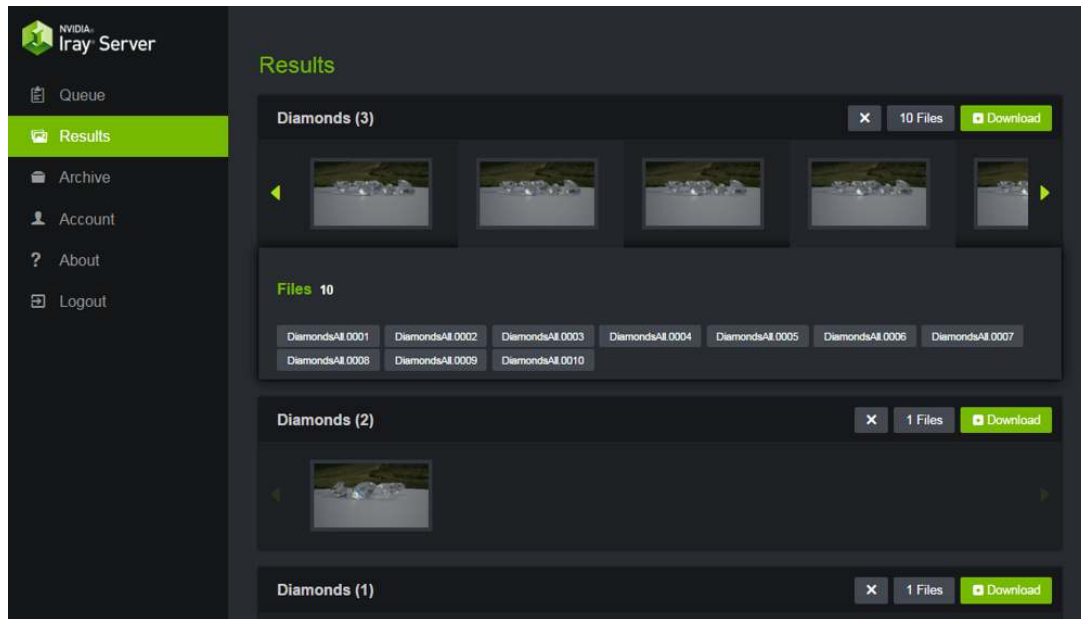 NVIDIA.
Iray® Server
Queue
Results
Archive
Account
? About
Logout
Results
Diamonds (3)
10 Files
Download
Files 10
DiamondsAll.0001 DiamondsAll.0002 DiamondsAll.0003 DiamondsAll.0004 DiamondsAll.0005 DiamondsAll.0006 DiamondsAll.0007
DiamondsAll.0008 DiamondsAll.0009 DiamondsAll.0010
Diamonds (2)
1 Files
Download
Diamonds (1)
1 Files
Download